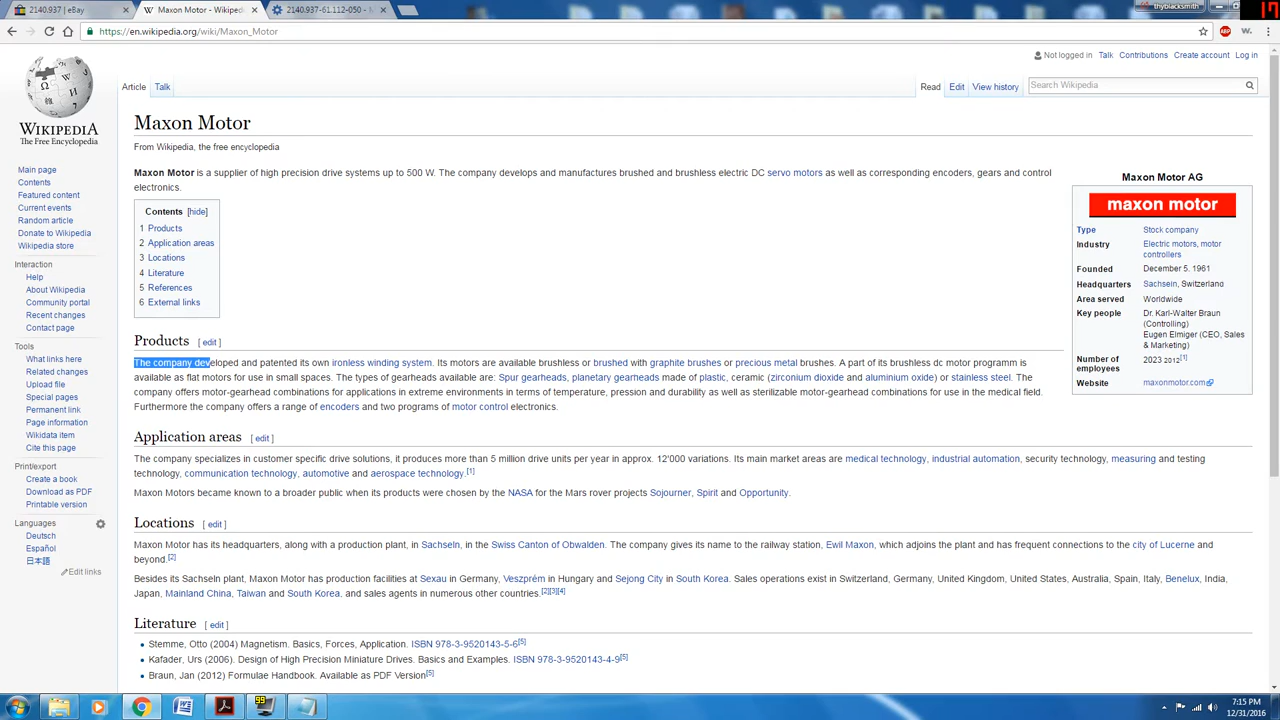 2140.937 | eBay
Maxon Motor - Wikipedi
2140.937-61.112-050 - M
thyblacksmith
17
https://en.wikipedia.org/wiki/Maxon_Motor
ABP
W.
Not logged in Talk Contributions Create account Log in
Article Talk
Read Edit View history
Search Wikipedia
WIKIPEDIA
The Free Encyclopedia
Main page
Contents
Featured content
Current events
Random article
Donate to Wikipedia
Wikipedia store
Interaction
Help
About Wikipedia
Community portal
Recent changes
Contact page
Tools
What links here
Related changes
Upload file
Special pages
Permanent link
Page information
Wikidata item
Cite this page
Print/export
Create a book
Download as PDF
Printable version
Languages
Deutsch
Español
日本語
Edit links
Maxon Motor
From Wikipedia, the free encyclopedia
Maxon Motor is a supplier of high precision drive systems up to 500 W. The company develops and manufactures brushed and brushless electric DC servo motors as well as corresponding encoders, gears and control
electronics.
Contents [hide]
1 Products
2 Application areas
3 Locations
4 Literature
5 References
6 External links
Maxon Motor AG
maxon motor
Type Stock company
Industry Electric motors, motor
controllers
Founded December 5, 1961
Headquarters Sachsein, Switzerland
Area served Worldwide
Key people Dr. Karl-Walter Braun
(Controlling)
Eugen Elmiger (CEO, Sales
& Marketing)
Number of 2023 2012[1]
employees
Website maxonmotor.com
Products [ edit ]
The company developed and patented its own ironless winding system. Its motors are available brushless or brushed with graphite brushes or precious metal brushes. A part of its brushless dc motor programm is
available as flat motors for use in small spaces. The types of gearheads available are: Spur gearheads, planetary gearheads made of plastic, ceramic (zirconium dioxide and aluminium oxide) or stainless steel. The
company offers motor-gearhead combinations for applications in extreme environments in terms of temperature, pression and durability as well as sterilizable motor-gearhead combinations for use in the medical field.
Furthermore the company offers a range of encoders and two programs of motor control electronics.
Application areas [ edit ]
The company specializes in customer specific drive solutions, it produces more than 5 million drive units per year in approx. 12'000 variations. Its main market areas are medical technology, industrial automation, security technology, measuring and testing
technology, communication technology, automotive and aerospace technology.[1]
Maxon Motors became known to a broader public when its products were chosen by the NASA for the Mars rover projects Sojourner, Spirit and Opportunity.
Locations [ edit ]
Maxon Motor has its headquarters, along with a production plant, in Sachseln, in the Swiss Canton of Obwalden. The company gives its name to the railway station, Ewil Maxon, which adjoins the plant and has frequent connections to the city of Lucerne and
beyond.[2]
Besides its Sachseln plant, Maxon Motor has production facilities at Sexau in Germany, Veszprém in Hungary and Sejong City in South Korea. Sales operations exist in Switzerland, Germany, United Kingdom, United States, Australia, Spain, Italy, Benelux, India,
Japan, Mainland China, Taiwan and South Korea. and sales agents in numerous other countries.[2][3][4]
Literature [ edit ]
Stemme, Otto (2004) Magnetism. Basics, Forces, Application. ISBN 978-3-9520143-5-6[5]
Kafader, Urs (2006). Design of High Precision Miniature Drives. Basics and Examples. ISBN 978-3-9520143-4-9[5]
Braun, Jan (2012) Formulae Handbook. Available as PDF Version[5]
99
7:15 PM
12/31/2016